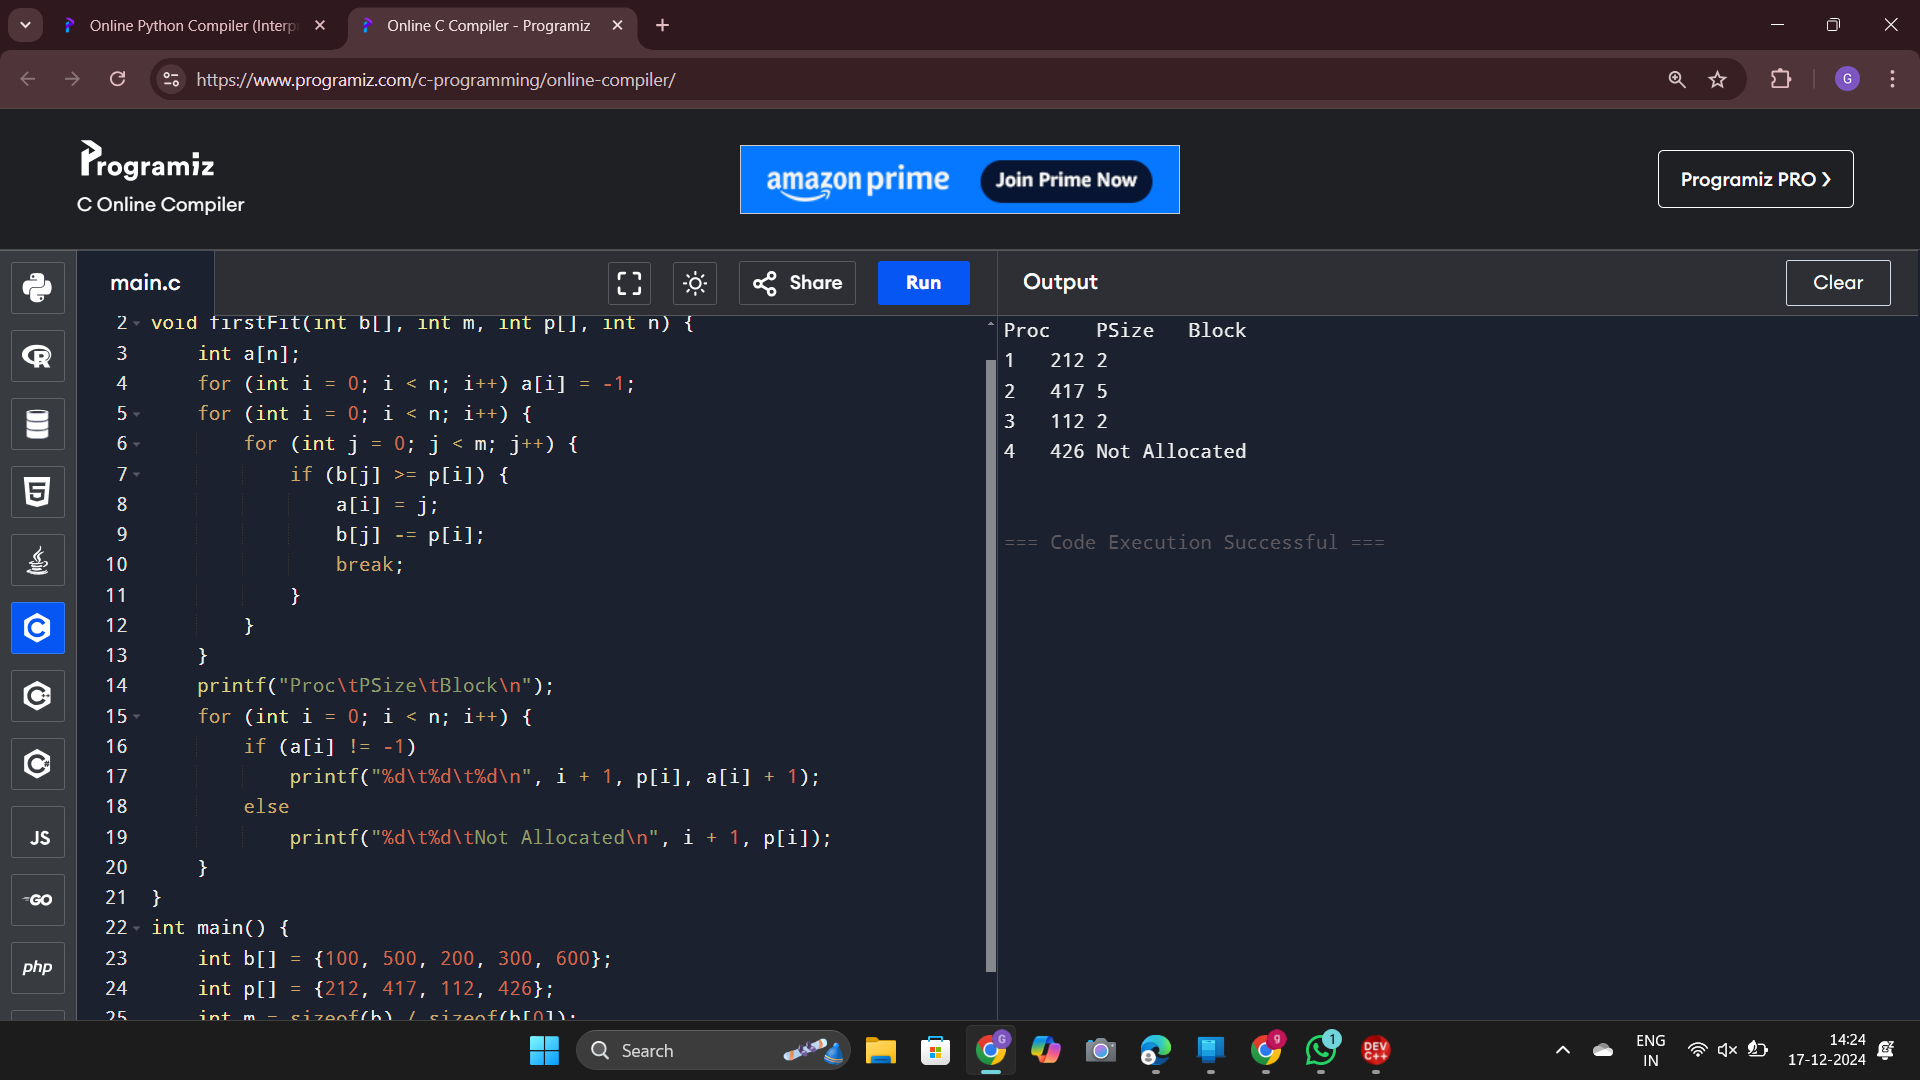 Online Python Compiler (Interp
Online C Compiler - Programiz
https://www.programiz.com/c-programming/online-compiler/
G
Programiz
C Online Compiler
amazon prime
Join Prime Now
Programiz PRO ❯
main.c
Share
Run
Output
Clear
2 void firstFit(int b[], int m, int p[], int n) {
3 int a[n];
4 for (int i = 0; i < n; i++) a[i] = -1;
5 for (int i = 0; i < n; i++) {
6 for (int j = 0; j < m; j++) {
7 if (b[j] >= p[i]) {
8 a[i] = j;
9 b[j] -= p[i];
10 break;
11 }
12 }
13 }
14 printf("Proc\tPSize\tBlock\n");
15 for (int i = 0; i < n; i++) {
16 if (a[i] != -1)
17 printf("%d\t%d\t%d\n", i + 1, p[i], a[i] + 1);
18 else
19 printf("%d\t%d\tNot Allocated\n", i + 1, p[i]);
20 }
21 }
22 int main() {
23 int b[] = {100, 500, 200, 300, 600};
24 int p[] = {212, 417, 112, 426};
25 int m = sizeof(b) / sizeof(b[0]);
Proc PSize Block
1 212 2
2 417 5
3 112 2
4 426 Not Allocated
=== Code Execution Successful ===
R
5
C
C
C
JS
GO
php
Search
G
g
1
DEV
C++
ENG
IN
14:24
17-12-2024